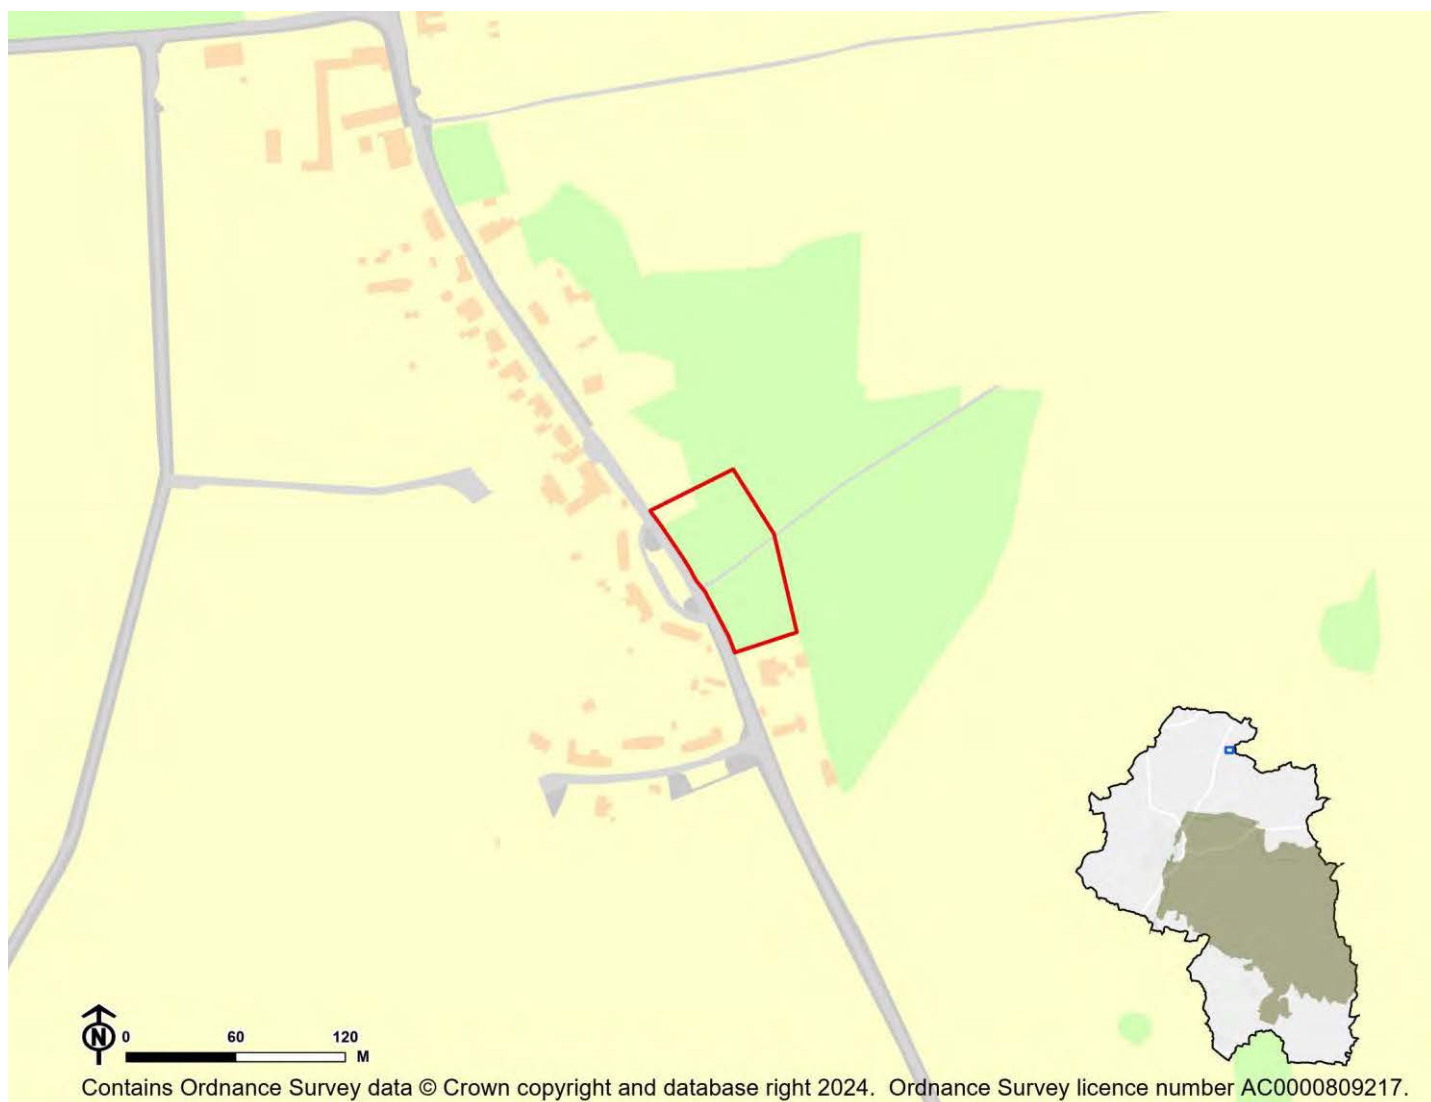 N
0 60 120
M
Contains Ordnance Survey data © Crown copyright and database right 2024. Ordnance Survey licence number AC0000809217.